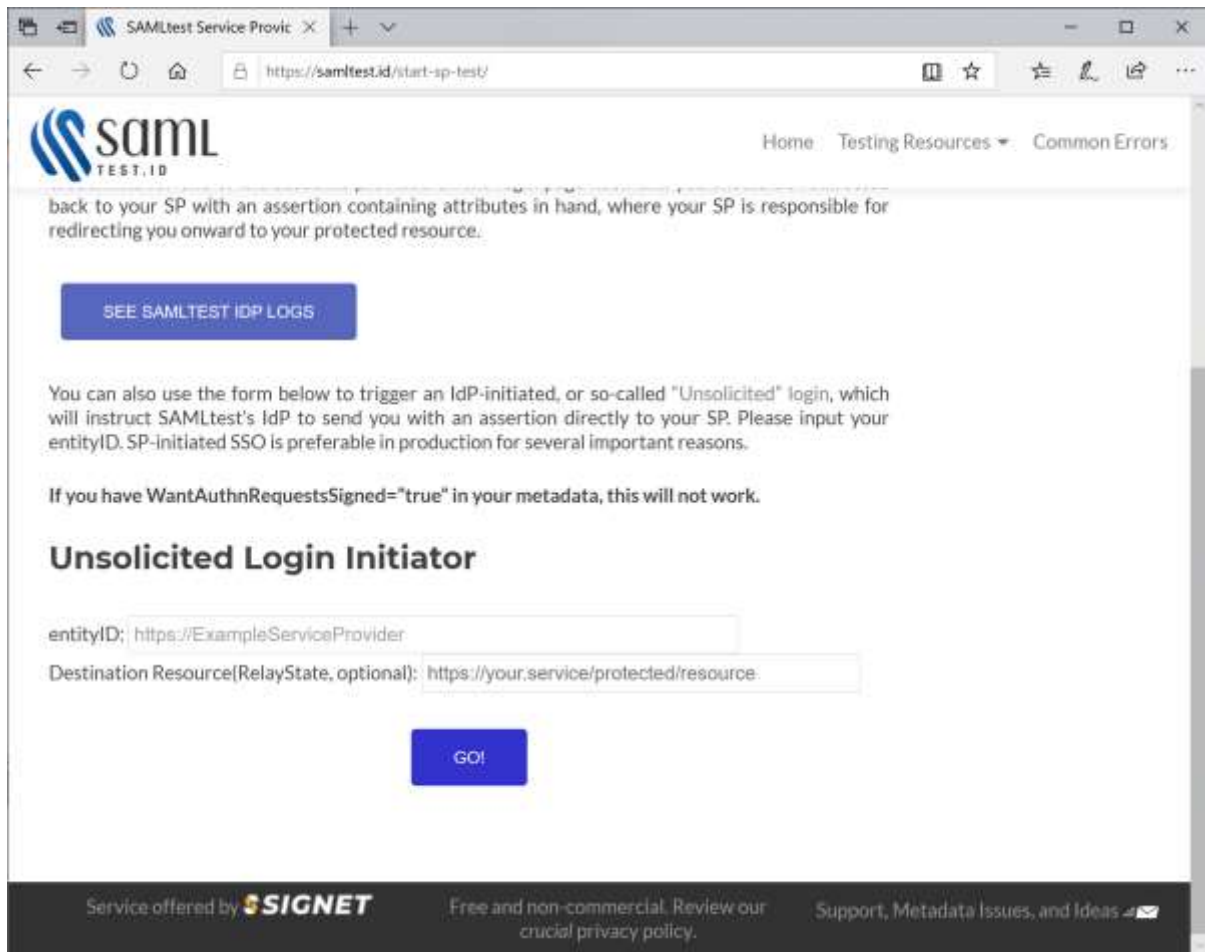 SAMLtest Service Provic
https://samltest.id/start-sp-test/
saml
TEST.ID
Home Testing Resources Common Errors
back to your SP with an assertion containing attributes in hand, where your SP is responsible for
redirecting you onward to your protected resource.
SEE SAMLTEST IDP LOGS
You can also use the form below to trigger an IdP-initiated, or so-called "Unsolicited" login, which
will instruct SAMLtest's IdP to send you with an assertion directly to your SP. Please input your
entityID. SP-initiated SSO is preferable in production for several important reasons.
If you have WantAuthnRequestsSigned="true" in your metadata, this will not work.
Unsolicited Login Initiator
entityID: https://ExampleServiceProvider
Destination Resource(RelayState, optional): https://your.service/protected/resource
GO!
Service offered by SIGNET
Free and non-commercial. Review our
crucial privacy policy.
Support, Metadata Issues, and Ideas